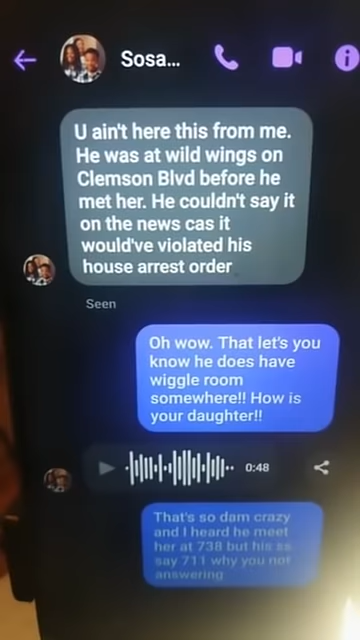 Sosa...
U ain't here this from me.
He was at wild wings on
Clemson Blvd before he
met her. He couldn't say it
on the news cas it
would've violated his
house arrest order
Seen
Oh wow. That let's you
know he does have
wiggle room
somewhere!! How is
your daughter!!
0:48
That's so dam crazy
and I heard he meet
her at 738 but his ss
say 711 why you not
answering